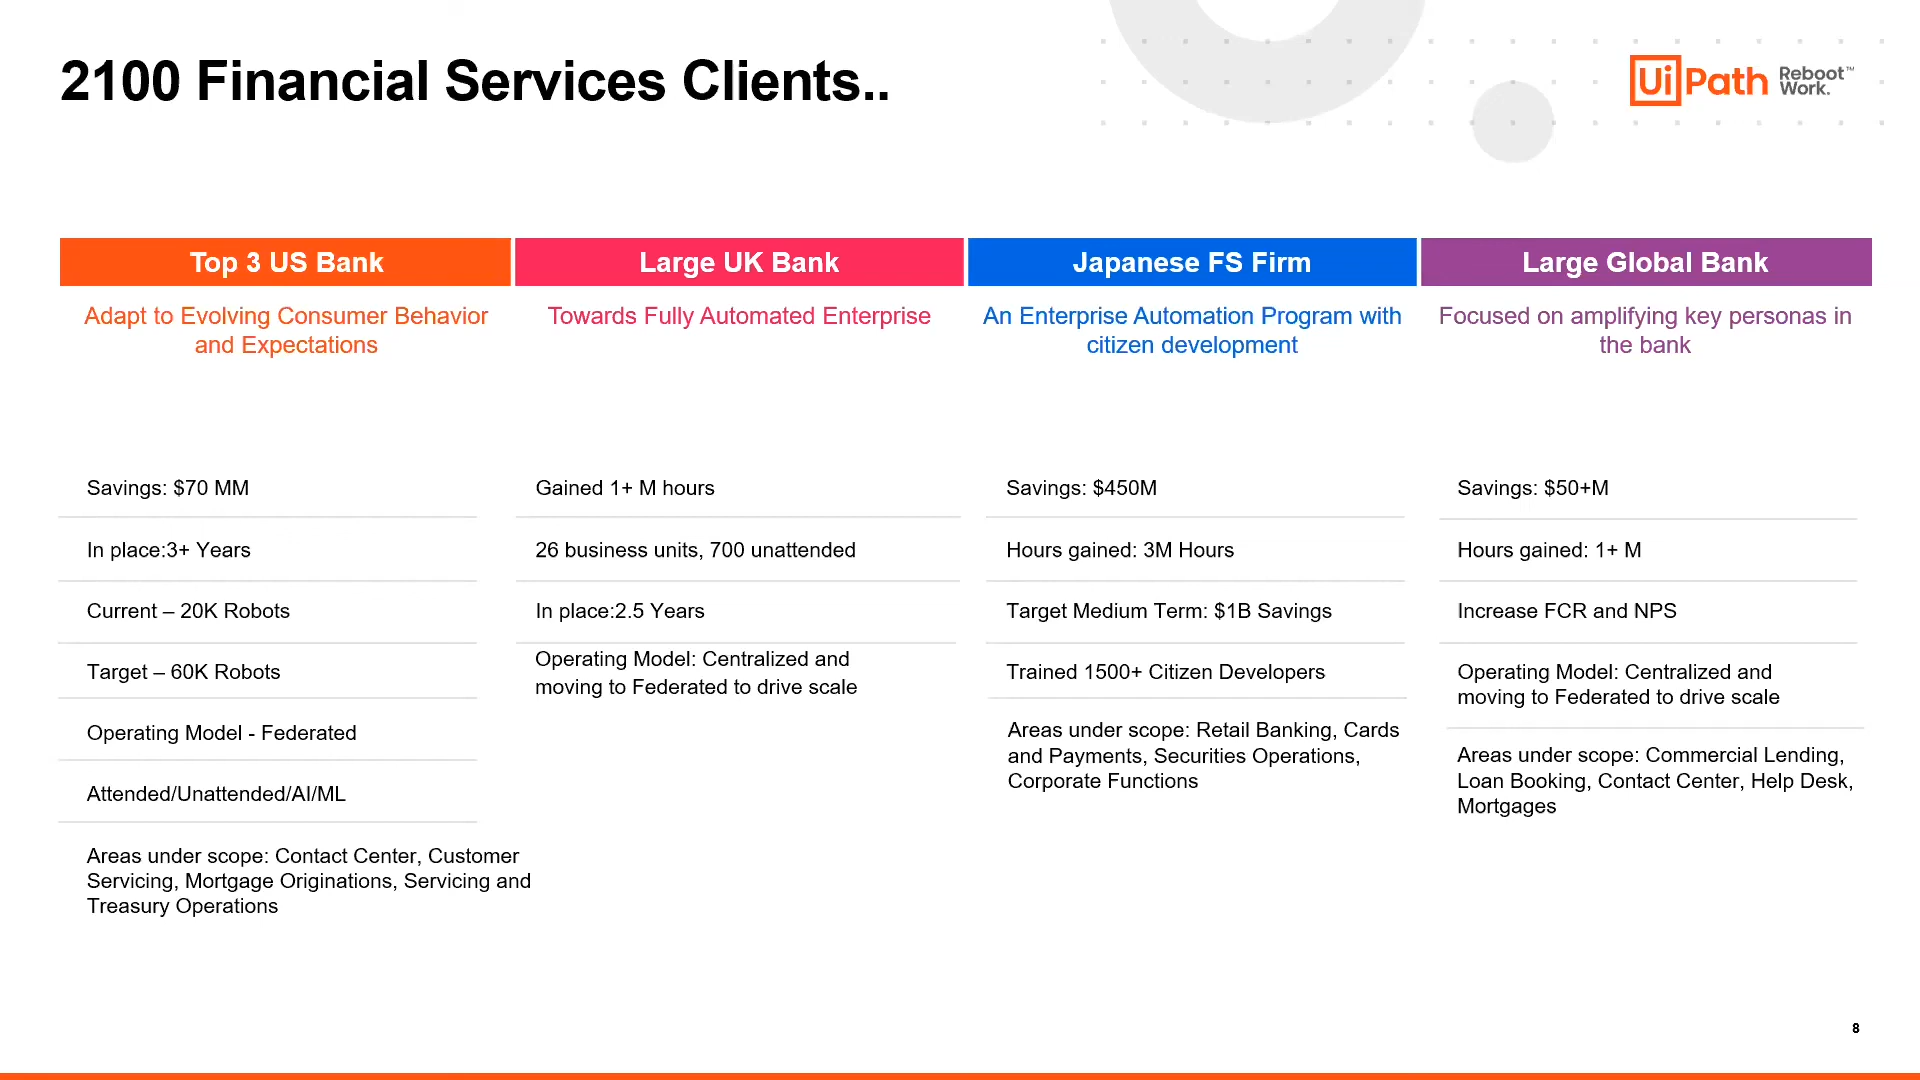 2100 Financial Services Clients..
UiPath Reboot Work.™
Top 3 US Bank
Adapt to Evolving Consumer Behavior
and Expectations
Savings: $70 MM
In place:3+ Years
Current – 20K Robots
Target – 60K Robots
Operating Model - Federated
Attended/Unattended/AI/ML
Areas under scope: Contact Center, Customer
Servicing, Mortgage Originations, Servicing and
Treasury Operations
Large UK Bank
Towards Fully Automated Enterprise
Gained 1+ M hours
26 business units, 700 unattended
In place:2.5 Years
Operating Model: Centralized and
moving to Federated to drive scale
Japanese FS Firm
An Enterprise Automation Program with
citizen development
Savings: $450M
Hours gained: 3M Hours
Target Medium Term: $1B Savings
Trained 1500+ Citizen Developers
Areas under scope: Retail Banking, Cards
and Payments, Securities Operations,
Corporate Functions
Large Global Bank
Focused on amplifying key personas in
the bank
Savings: $50+M
Hours gained: 1+ M
Increase FCR and NPS
Operating Model: Centralized and
moving to Federated to drive scale
Areas under scope: Commercial Lending,
Loan Booking, Contact Center, Help Desk,
Mortgages
8